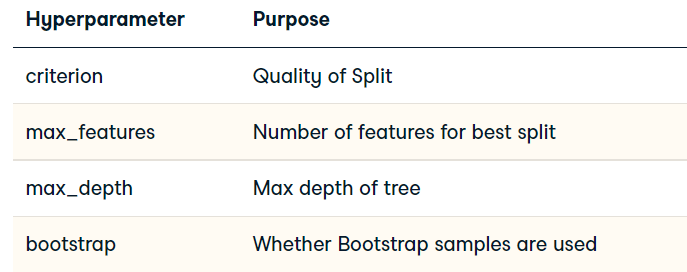 Hyperparameter Purpose
criterion Quality of Split
max_features Number of features for best split
max_depth Max depth of tree
bootstrap Whether Bootstrap samples are used